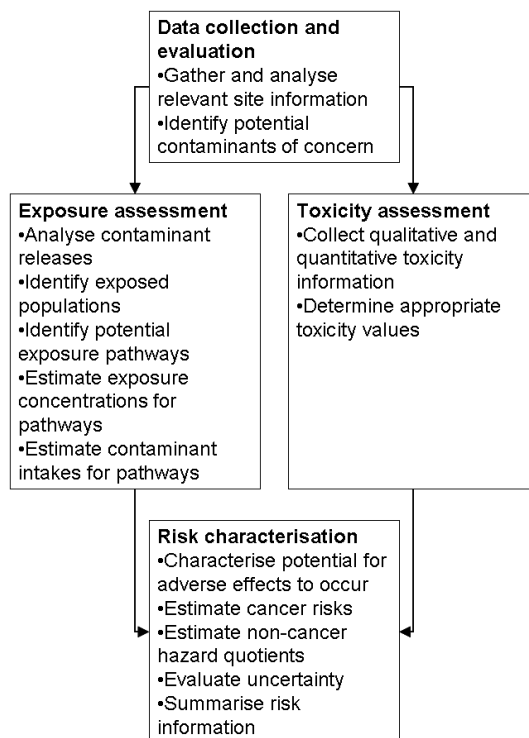 Data collection and
evaluation
•Gather and analyse
relevant site information
•Identify potential
contaminants of concern
Exposure assessment
•Analyse contaminant
releases
•Identify exposed
populations
•Identify potential
exposure pathways
•Estimate exposure
concentrations for
pathways
•Estimate contaminant
intakes for pathways
Toxicity assessment
•Collect qualitative and
quantitative toxicity
information
•Determine appropriate
toxicity values
Risk characterisation
•Characterise potential for
adverse effects to occur
•Estimate cancer risks
•Estimate non-cancer
hazard quotients
•Evaluate uncertainty
•Summarise risk
information